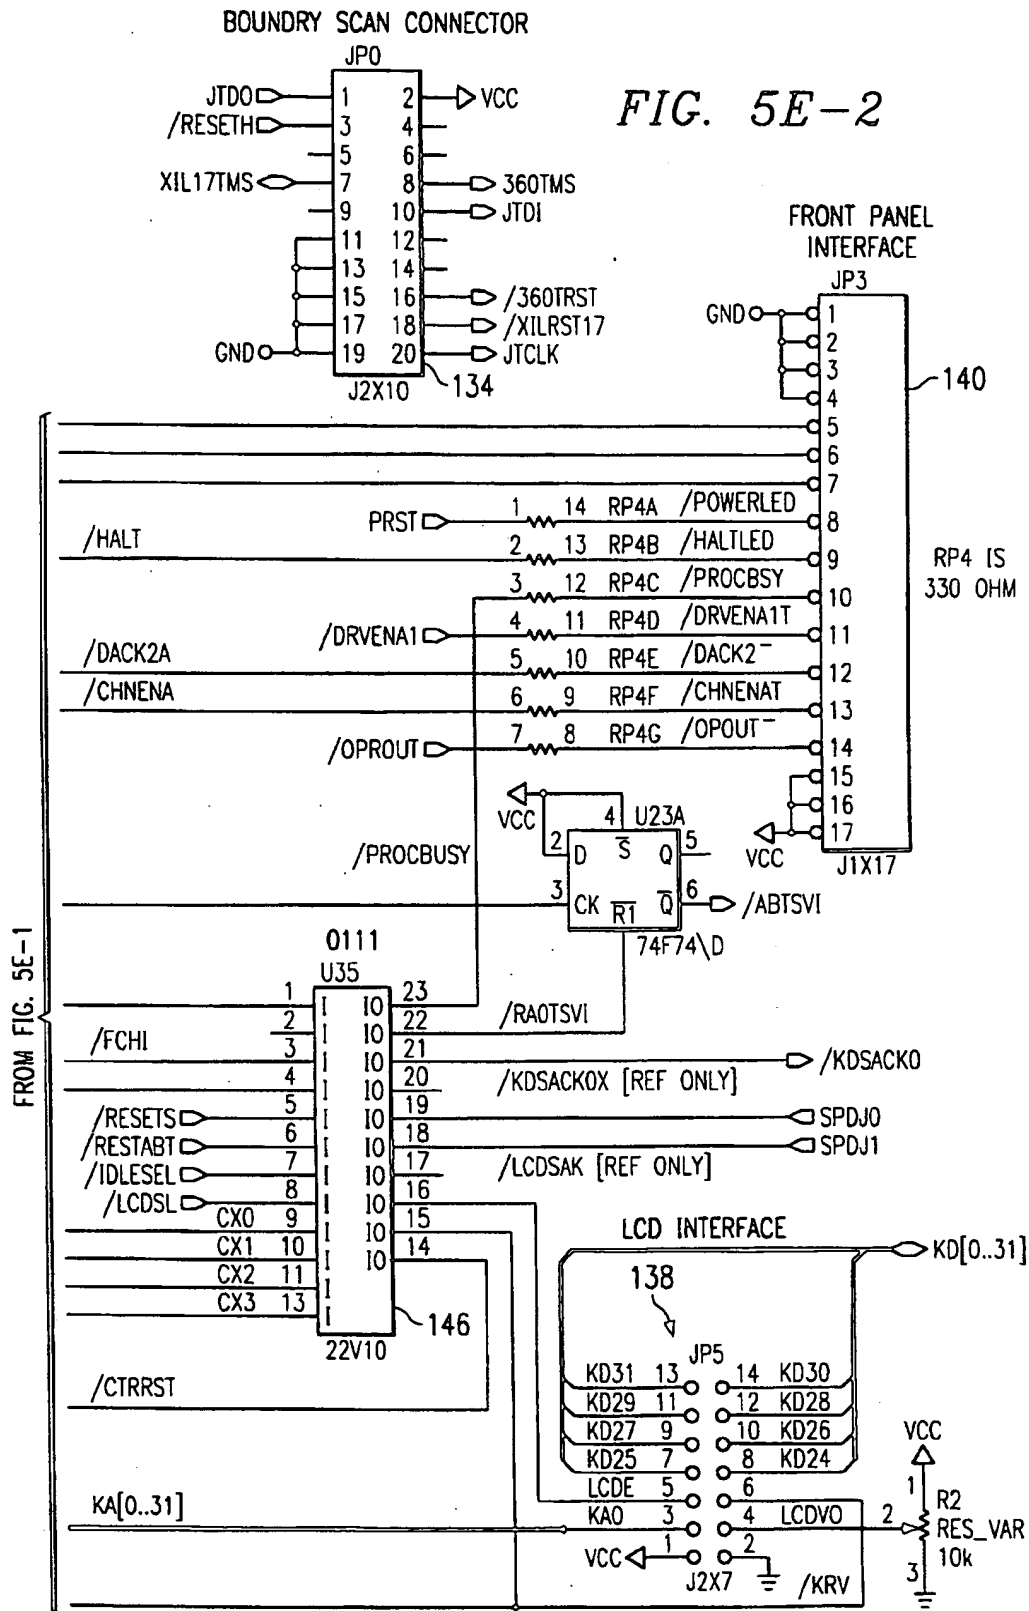 BOUNDRY SCAN CONNECTOR
JP0
FIG. 5E-2
JTDO 1 2 VCC
/RESETH 3 4
5 6
XIL17TMS 7 8 360TMS
9 10 JTDI
11 12
13 14
15 16 /360TRST
17 18 /XILRST17
GND 19 20 JTCLK
J2X10 134
FRONT PANEL
INTERFACE
JP3
GND 1
2
3
4
140
5
6
7
PRST 1 14 RP4A /POWERLED 8
/HALT 2 13 RP4B /HALTLED 9
3 12 RP4C /PROCBSY 10
/DRVENA1 4 11 RP4D /DRVENA1T 11
/DACK2A 5 10 RP4E /DACK2- 12
/CHNENA 6 9 RP4F /CHNENAT 13
/OPROUT 7 8 RP4G /OPOUT- 14
RP4 IS
330 OHM
15
16
VCC 17
J1X17
VCC 4 U23A
/PROCBUSY 2 D S Q 5
3 CK R1 Q 6 /ABTSVI
74F74\D
FROM FIG. 5E-1
0111
U35
1 I IO 23
2 I IO 22 /RA0TSVI
/FCHI 3 I IO 21 /KDSACK0
4 I IO 20 /KDSACK0X [REF ONLY]
/RESETS 5 I IO 19 SPDJ0
/RESTABT 6 I IO 18 SPDJ1
/IDLESEL 7 I IO 17 /LCDSAK [REF ONLY]
/LCDSL 8 I IO 16
CX0 9 I IO 15
CX1 10 I IO 14
CX2 11 I
CX3 13 I
146
22V10
/CTRRST
LCD INTERFACE
KD[0..31]
138
JP5
KD31 13 14 KD30
KD29 11 12 KD28
KD27 9 10 KD26
KD25 7 8 KD24
LCDE 5 6
KA[0..31] KA0 3 4 LCDVO 2
VCC 1 2
J2X7
/KRV
VCC
1
R2
RES_VAR
10k
3